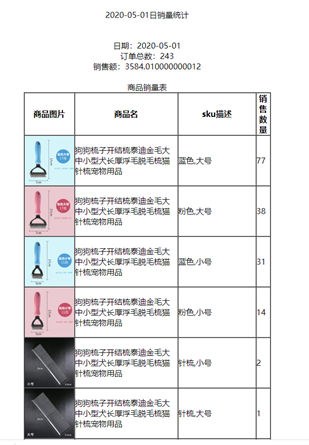 2020-05-01日销量统计
日期：2020-05-01
订单总数：243
销售额：3584.010000000012
商品销量表
商品图片 商品名 sku描述 销售数量
狗狗梳子开结梳泰迪金毛大
中小型犬长厚浮毛脱毛梳猫
针梳宠物用品
蓝色,大号
77
狗狗梳子开结梳泰迪金毛大
中小型犬长厚浮毛脱毛梳猫
针梳宠物用品
粉色,大号
38
狗狗梳子开结梳泰迪金毛大
中小型犬长厚浮毛脱毛梳猫
针梳宠物用品
蓝色,小号
31
狗狗梳子开结梳泰迪金毛大
中小型犬长厚浮毛脱毛梳猫
针梳宠物用品
粉色,小号
14
小号
狗狗梳子开结梳泰迪金毛大
中小型犬长厚浮毛脱毛梳猫
针梳宠物用品
针梳,小号
2
大号
狗狗梳子开结梳泰迪金毛大
中小型犬长厚浮毛脱毛梳猫
针梳宠物用品
针梳,大号
1